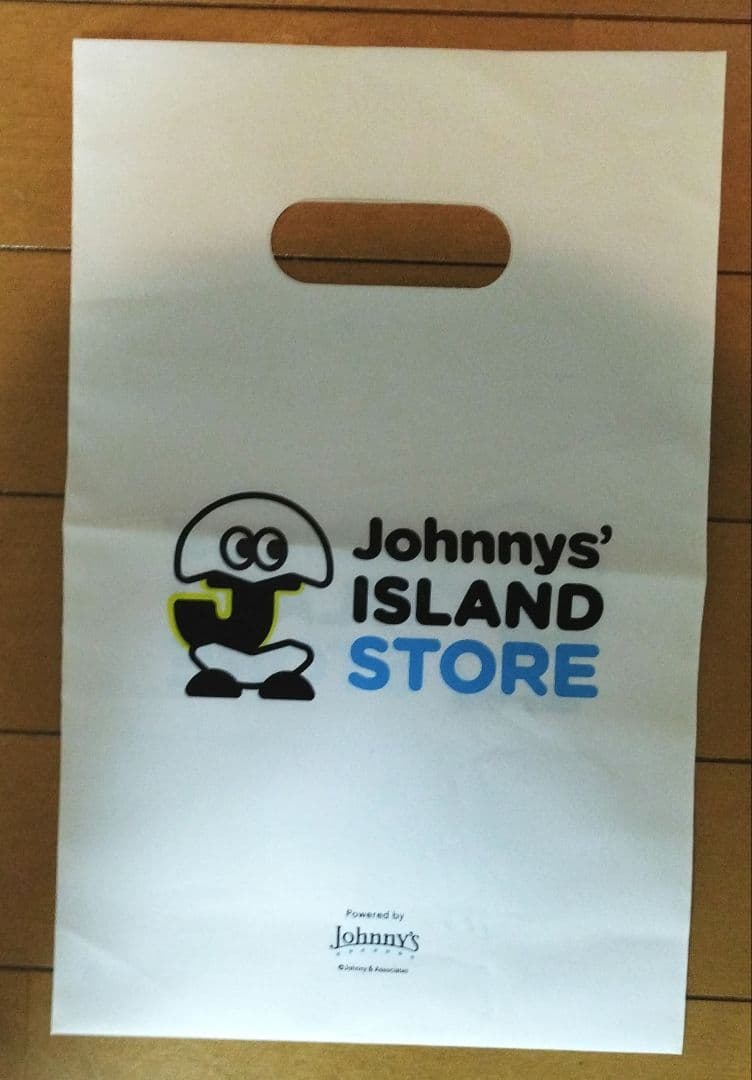 Johnnys'
ISLAND
STORE
Powered by
Johnny's
©Johnny & Associates